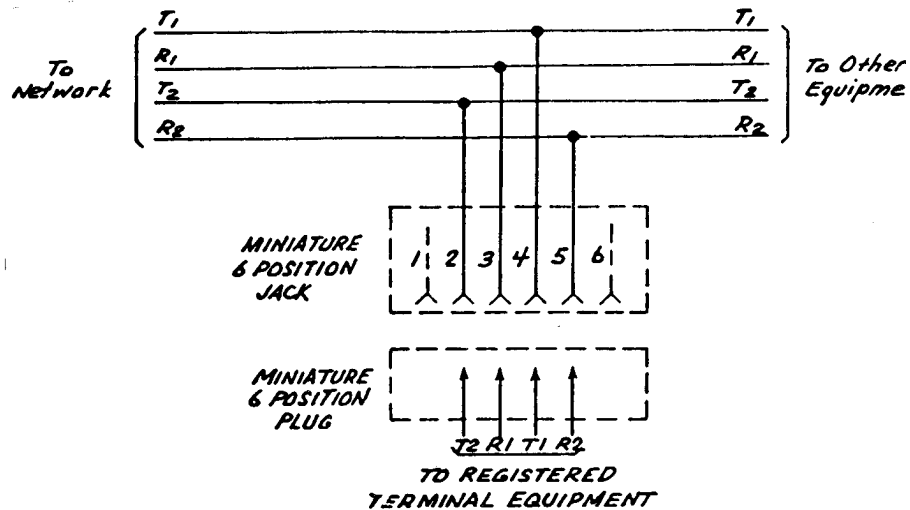 T1 T1
R1 R1
To
Network
To Other
Equipme
T2 T2
R2 R2
MINIATURE
6 POSITION
JACK
1 2 3 4 5 6
MINIATURE
6 POSITION
PLUG
T2 R1 T1 R2
TO REGISTERED
TERMINAL EQUIPMENT